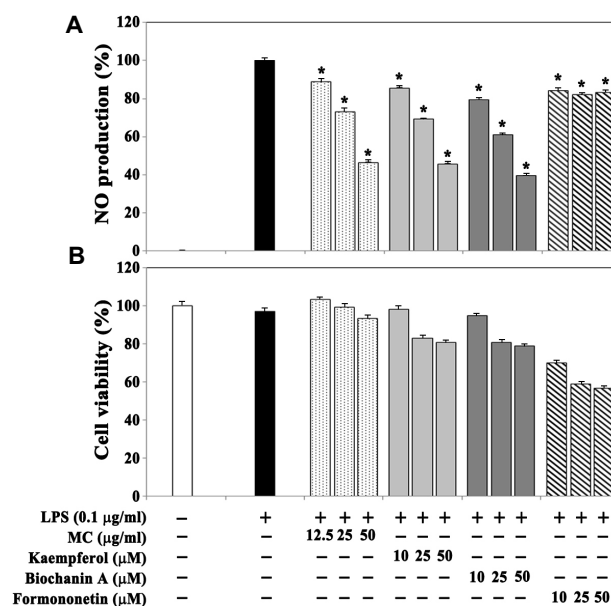 A
NO production (%)
120
100
80
60
40
20
0
* * *
* * *
* * *
* * *
B
Cell viability (%)
120
100
80
60
40
20
0
LPS (0.1 μg/ml) − + + + + + + + + + + + + +
MC (μg/ml) − − 12.5 25 50 − − − − − − − − −
Kaempferol (μM) − − − − − 10 25 50 − − − − − −
Biochanin A (μM) − − − − − − − − 10 25 50 − − −
Formononetin (μM) − − − − − − − − − − − 10 25 50